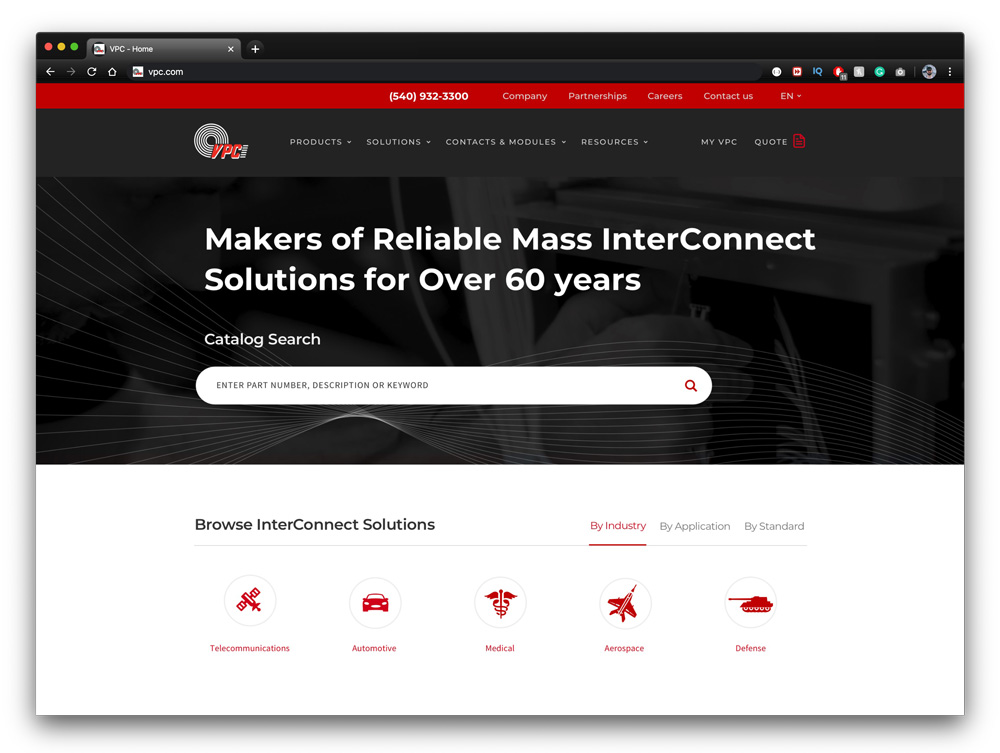 VPC - Home
vpc.com
IQ
11
(540) 932-3300 Company Partnerships Careers Contact us EN
VPC
PRODUCTS SOLUTIONS CONTACTS & MODULES RESOURCES MY VPC QUOTE
Makers of Reliable Mass InterConnect
Solutions for Over 60 years
Catalog Search
ENTER PART NUMBER, DESCRIPTION OR KEYWORD
Browse InterConnect Solutions By Industry By Application By Standard
Telecommunications Automotive Medical Aerospace Defense